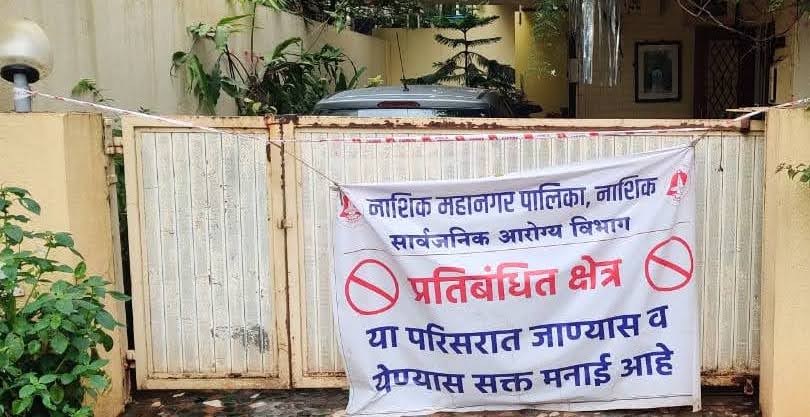 नाशिक महानगर पालिका, नाशिक
सार्वजनिक आरोग्य विभाग
प्रतिबंधित क्षेत्र
या परिसरात जाण्यास व
येण्यास सक्त मनाई आहे